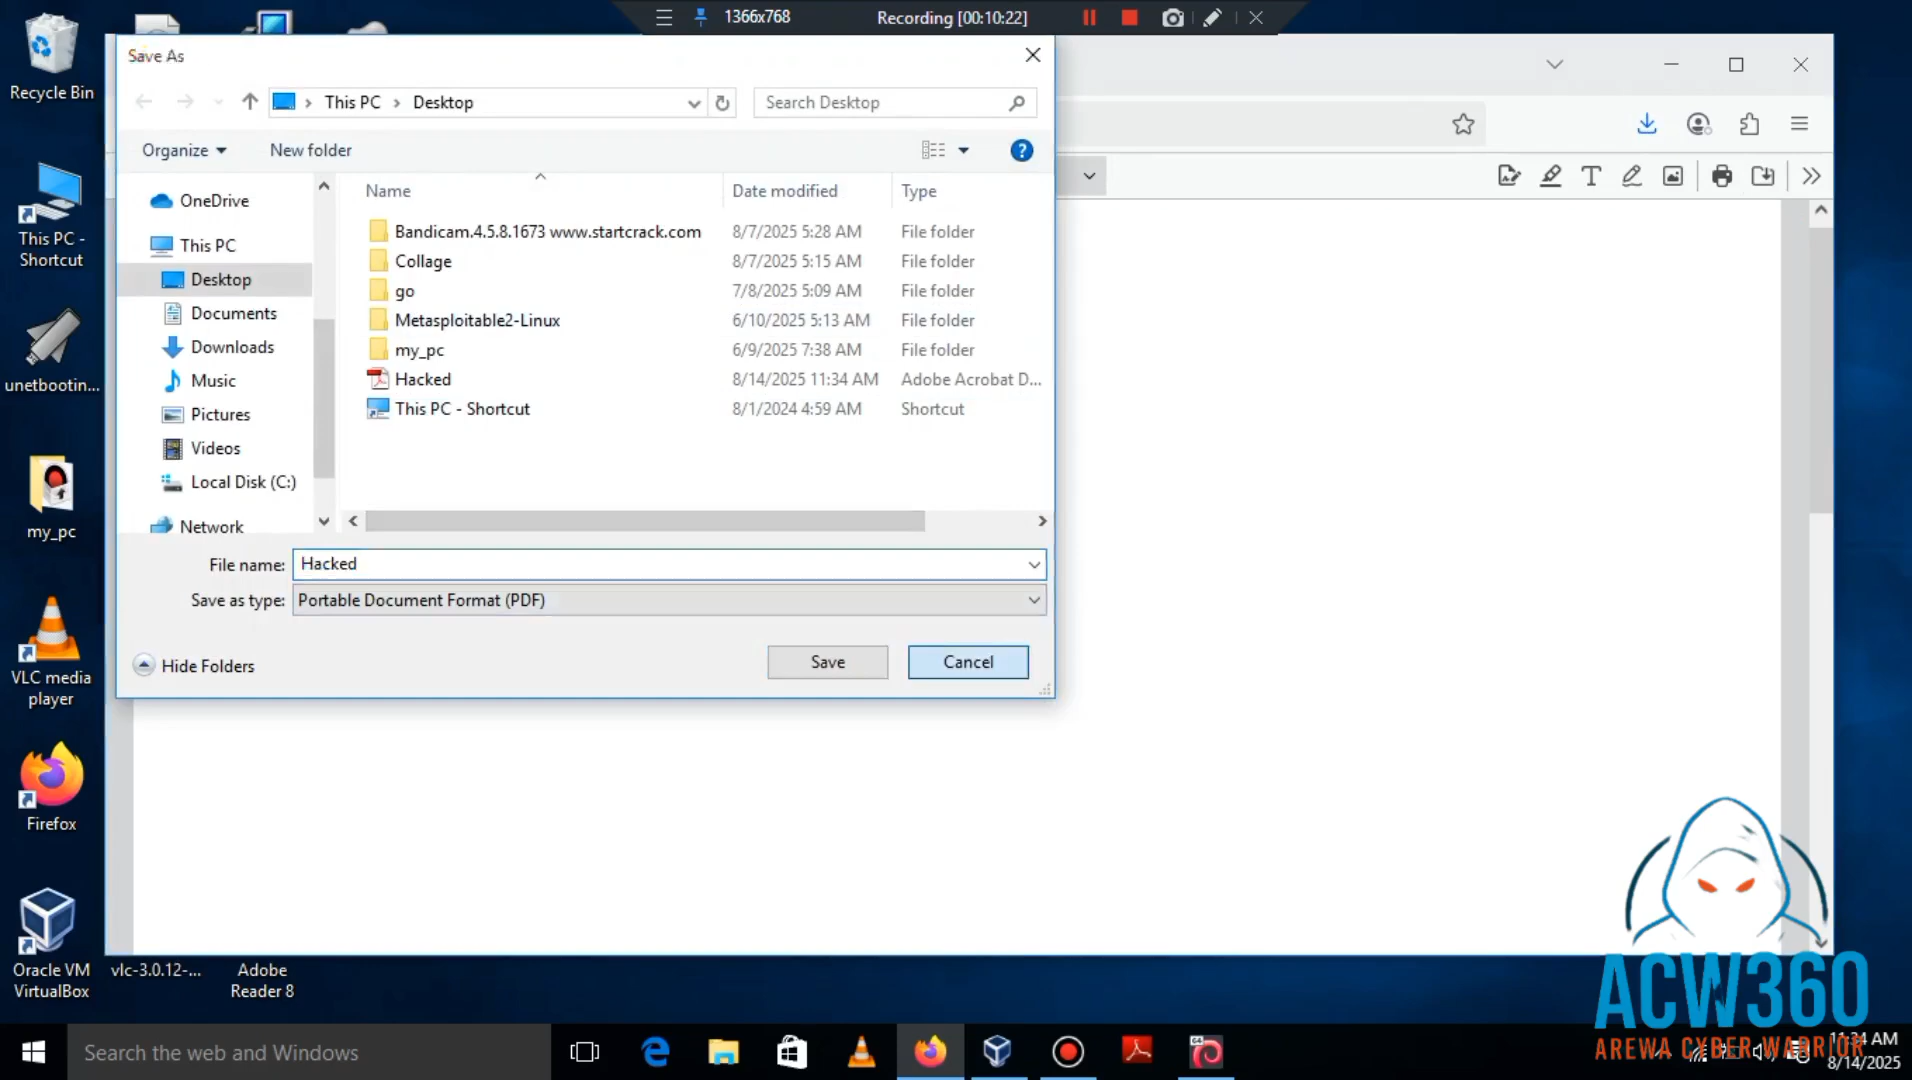 1366x768
Recording [00:10:22]
Save As
This PC
Desktop
Search Desktop
Organize
New folder
Name
Date modified
Type
OneDrive
This PC
Desktop
Documents
Downloads
Music
Pictures
Videos
Local Disk (C:)
Network
Bandicam.4.5.8.1673 www.startcrack.com 8/7/2025 5:28 AM File folder
Collage 8/7/2025 5:15 AM File folder
go 7/8/2025 5:09 AM File folder
Metasploitable2-Linux 6/10/2025 5:13 AM File folder
my_pc 6/9/2025 7:38 AM File folder
Hacked 8/14/2025 11:34 AM Adobe Acrobat D...
This PC - Shortcut 8/1/2024 4:59 AM Shortcut
File name: Hacked
Save as type: Portable Document Format (PDF)
Hide Folders
Save
Cancel
Recycle Bin
This PC -
Shortcut
unetbootin...
my_pc
VLC media
player
Firefox
Oracle VM
VirtualBox
vlc-3.0.12-...
Adobe
Reader 8
ACW360
AREWA CYBER WARRIOR
Search the web and Windows
11:34 AM
8/14/2025